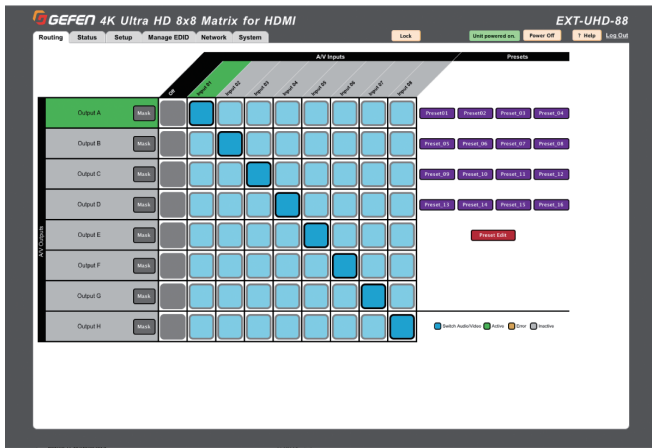 GEFEN 4K Ultra HD 8x8 Matrix for HDMI
EXT-UHD-88
Routing Status Setup Manage EDID Network System
Lock
Unit powered on. Power Off ? Help Log Out
A/V Inputs
Presets
Off Input 01 Input 02 Input 03 Input 04 Input 05 Input 06 Input 07 Input 08
A/V Outputs
Output A Mask
Preset01 Preset02 Preset_03 Preset_04
Output B Mask
Preset_05 Preset_06 Preset_07 Preset_08
Output C Mask
Preset_09 Preset_10 Preset_11 Preset_12
Output D Mask
Preset_13 Preset_14 Preset_15 Preset_16
Output E Mask
Preset Edit
Output F Mask
Output G Mask
Output H Mask
Switch Audio/Video Active Error Inactive